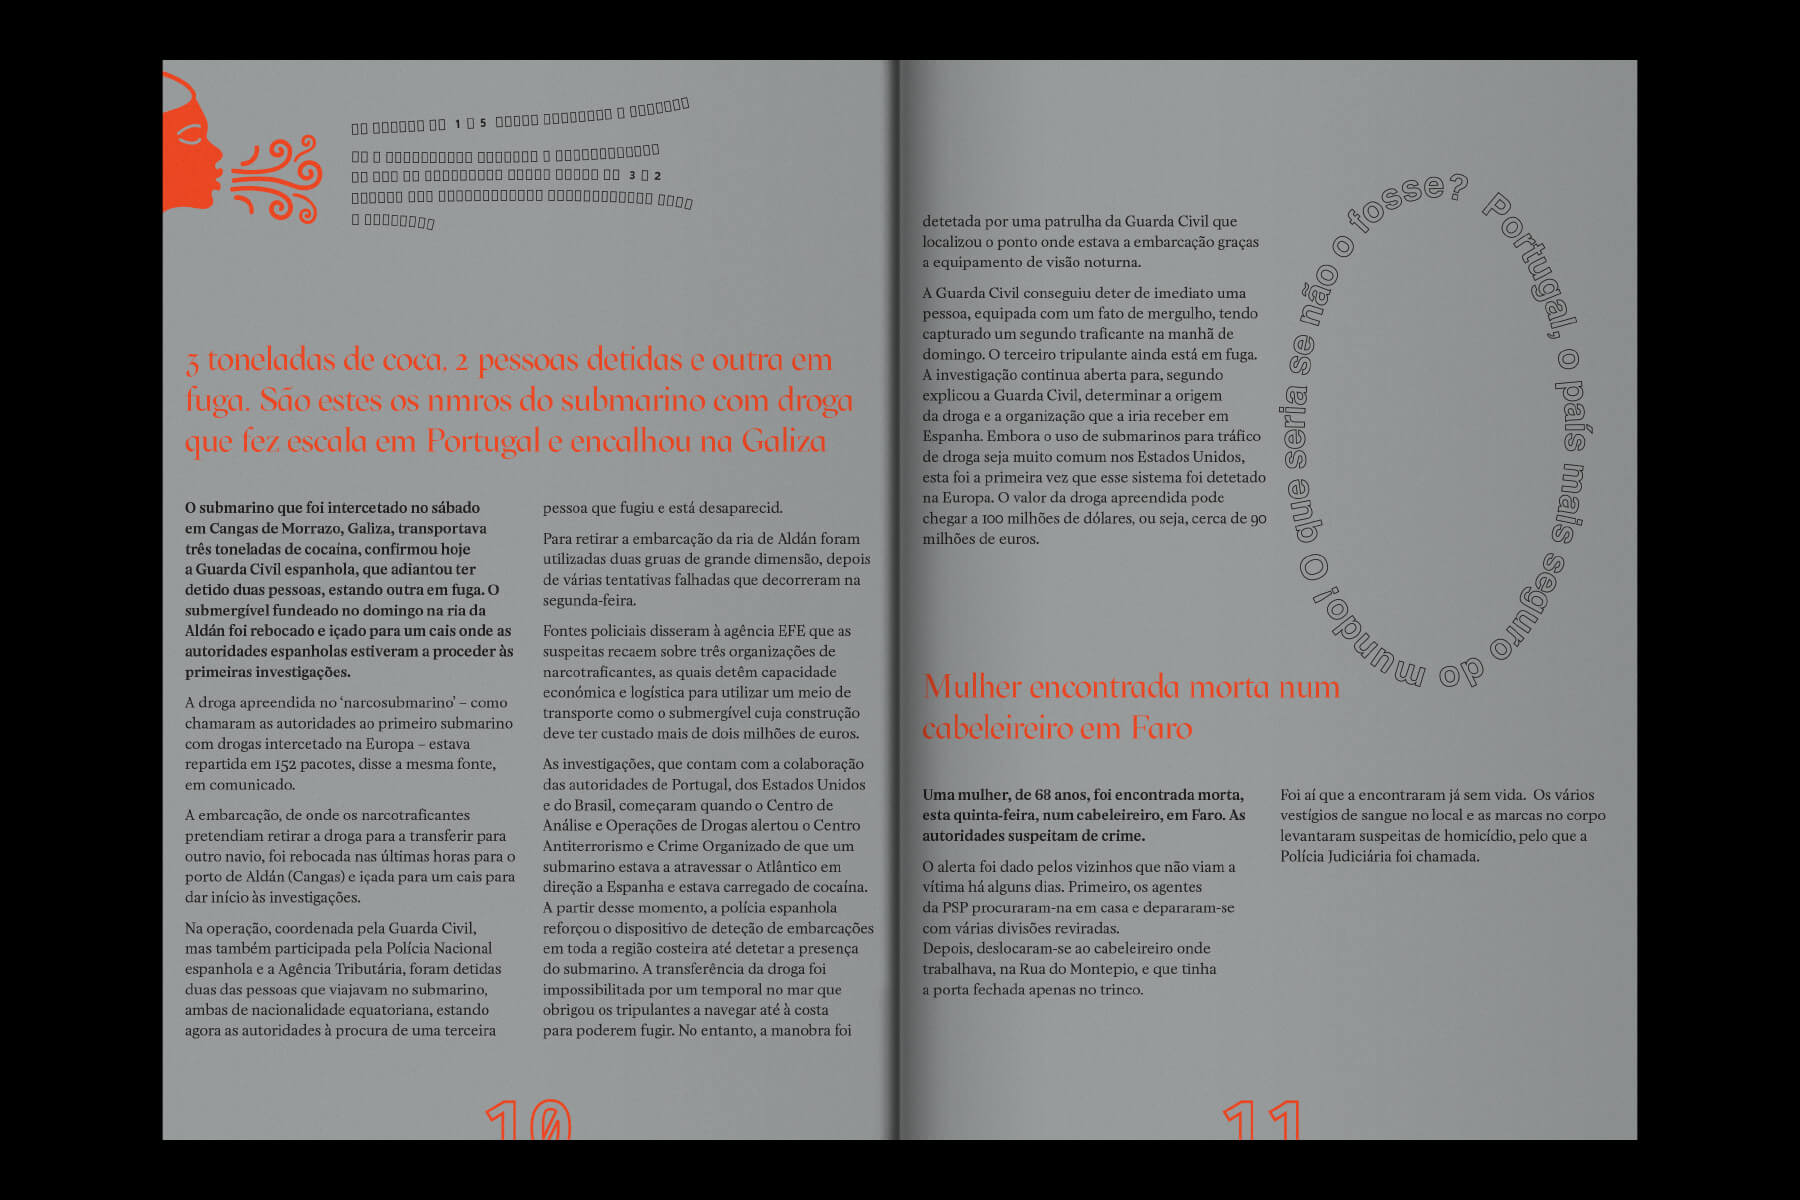 1
5
3
2
3 toneladas de coca. 2 pessoas detidas e outra em
fuga. São estes os nmros do submarino com droga
que fez escala em Portugal e encalhou na Galiza
O submarino que foi intercetado no sábado
em Cangas de Morrazo, Galiza, transportava
três toneladas de cocaína, confirmou hoje
a Guarda Civil espanhola, que adiantou ter
detido duas pessoas, estando outra em fuga. O
submergível fundeado no domingo na ria da
Aldán foi rebocado e içado para um cais onde as
autoridades espanholas estiveram a proceder às
primeiras investigações.
A droga apreendida no ‘narcosubmarino’ – como
chamaram as autoridades ao primeiro submarino
com drogas intercetado na Europa – estava
repartida em 152 pacotes, disse a mesma fonte,
em comunicado.
A embarcação, de onde os narcotraficantes
pretendiam retirar a droga para a transferir para
outro navio, foi rebocada nas últimas horas para o
porto de Aldán (Cangas) e içada para um cais para
dar início às investigações.
Na operação, coordenada pela Guarda Civil,
mas também participada pela Polícia Nacional
espanhola e a Agência Tributária, foram detidas
duas das pessoas que viajavam no submarino,
ambas de nacionalidade equatoriana, estando
agora as autoridades à procura de uma terceira
pessoa que fugiu e está desaparecid.
Para retirar a embarcação da ria de Aldán foram
utilizadas duas gruas de grande dimensão, depois
de várias tentativas falhadas que decorreram na
segunda-feira.
Fontes policiais disseram à agência EFE que as
suspeitas recaem sobre três organizações de
narcotraficantes, as quais detêm capacidade
económica e logística para utilizar um meio de
transporte como o submergível cuja construção
deve ter custado mais de dois milhões de euros.
As investigações, que contam com a colaboração
das autoridades de Portugal, dos Estados Unidos
e do Brasil, começaram quando o Centro de
Análise e Operações de Drogas alertou o Centro
Antiterrorismo e Crime Organizado de que um
submarino estava a atravessar o Atlântico em
direção a Espanha e estava carregado de cocaína.
A partir desse momento, a polícia espanhola
reforçou o dispositivo de deteção de embarcações
em toda a região costeira até detetar a presença
do submarino. A transferência da droga foi
impossibilitada por um temporal no mar que
obrigou os tripulantes a navegar até à costa
para poderem fugir. No entanto, a manobra foi
10
detetada por uma patrulha da Guarda Civil que
localizou o ponto onde estava a embarcação graças
a equipamento de visão noturna.
A Guarda Civil conseguiu deter de imediato uma
pessoa, equipada com um fato de mergulho, tendo
capturado um segundo traficante na manhã de
domingo. O terceiro tripulante ainda está em fuga.
A investigação continua aberta para, segundo
explicou a Guarda Civil, determinar a origem
da droga e a organização que a iria receber em
Espanha. Embora o uso de submarinos para tráfico
de droga seja muito comum nos Estados Unidos,
esta foi a primeira vez que esse sistema foi detetado
na Europa. O valor da droga apreendida pode
chegar a 100 milhões de dólares, ou seja, cerca de 90
milhões de euros.
Portugal, o país mais seguro do mundo! O que seria se não o fosse?
Mulher encontrada morta num
cabeleireiro em Faro
Uma mulher, de 68 anos, foi encontrada morta,
esta quinta-feira, num cabeleireiro, em Faro. As
autoridades suspeitam de crime.
O alerta foi dado pelos vizinhos que não viam a
vítima há alguns dias. Primeiro, os agentes
da PSP procuraram-na em casa e depararam-se
com várias divisões reviradas.
Depois, deslocaram-se ao cabeleireiro onde
trabalhava, na Rua do Montepio, e que tinha
a porta fechada apenas no trinco.
Foi aí que a encontraram já sem vida. Os vários
vestígios de sangue no local e as marcas no corpo
levantaram suspeitas de homicídio, pelo que a
Polícia Judiciária foi chamada.
11